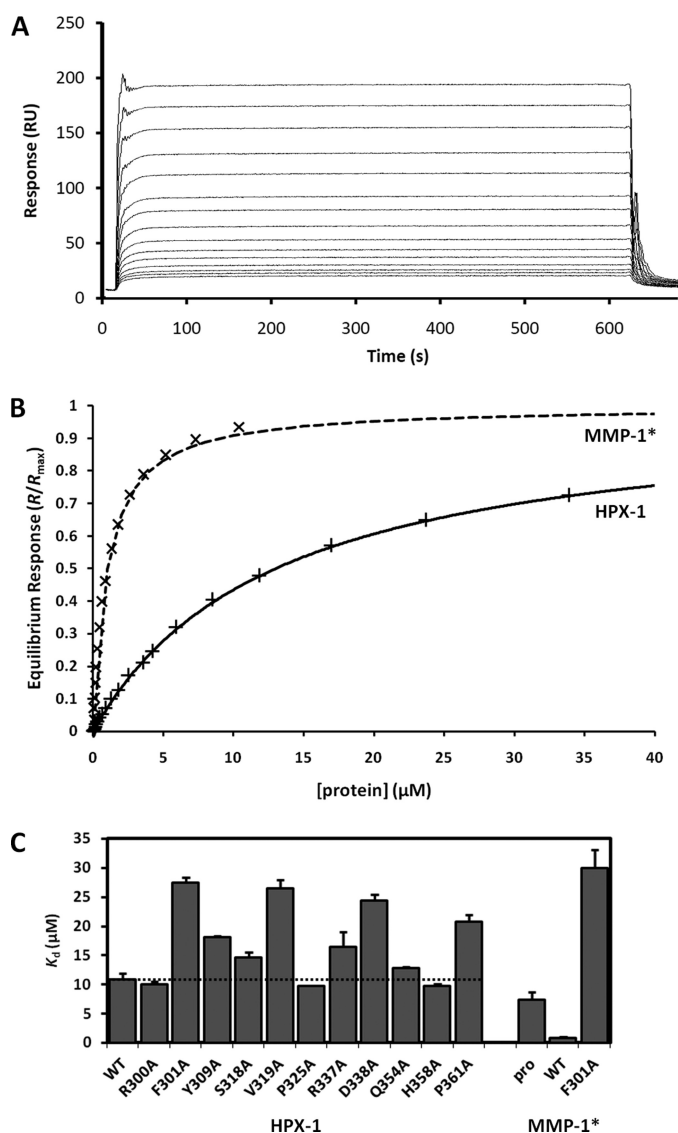 A
250
200
150
100
50
0
Response (RU)
0 100 200 300 400 500 600
Time (s)
B
1
0.9
0.8
0.7
0.6
0.5
0.4
0.3
0.2
0.1
0
Equilibrium Response (R/Rmax)
MMP-1*
HPX-1
0 5 10 15 20 25 30 35 40
[protein] (µM)
C
35
30
25
20
15
10
5
0
Kd (µM)
WT R300A F301A Y309A S318A V319A P325A R337A D338A Q354A H358A P361A pro WT F301A
HPX-1 MMP-1*